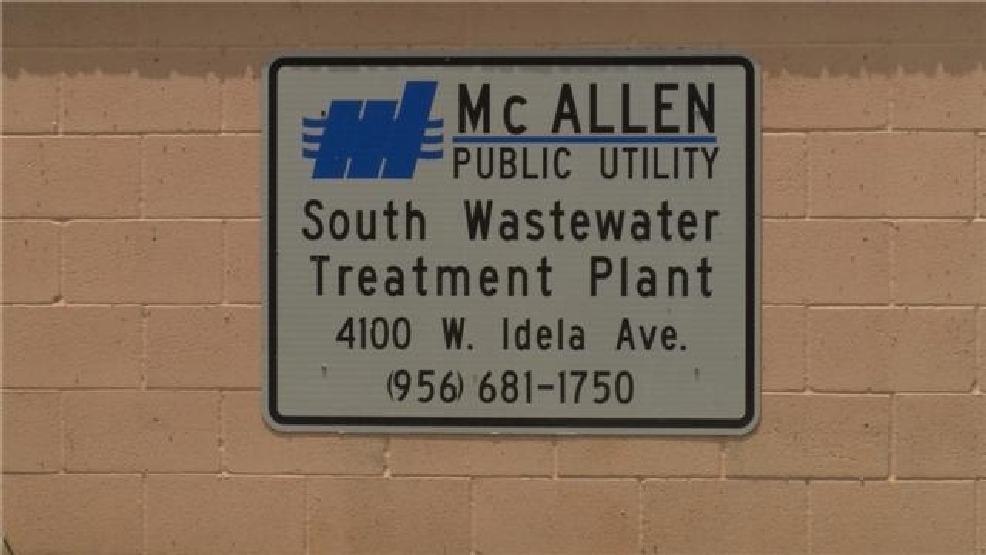 Mc ALLEN
PUBLIC UTILITY
South Wastewater
Treatment Plant
4100 W. Idela Ave.
(956) 681-1750